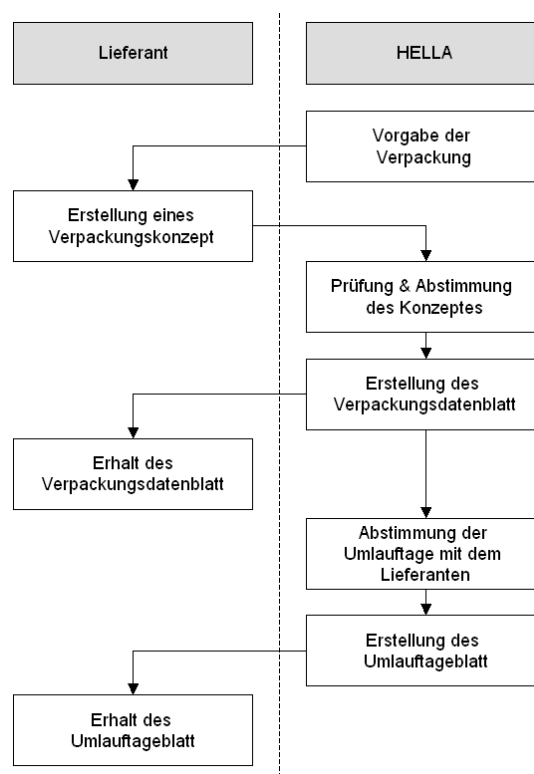 Lieferant
HELLA
Vorgabe der
Verpackung
Erstellung eines
Verpackungskonzept
Prüfung & Abstimmung
des Konzeptes
Erstellung des
Verpackungsdatenblatt
Erhalt des
Verpackungsdatenblatt
Abstimmung der
Umlauftage mit dem
Lieferanten
Erstellung des
Umlauftageblatt
Erhalt des
Umlauftageblatt